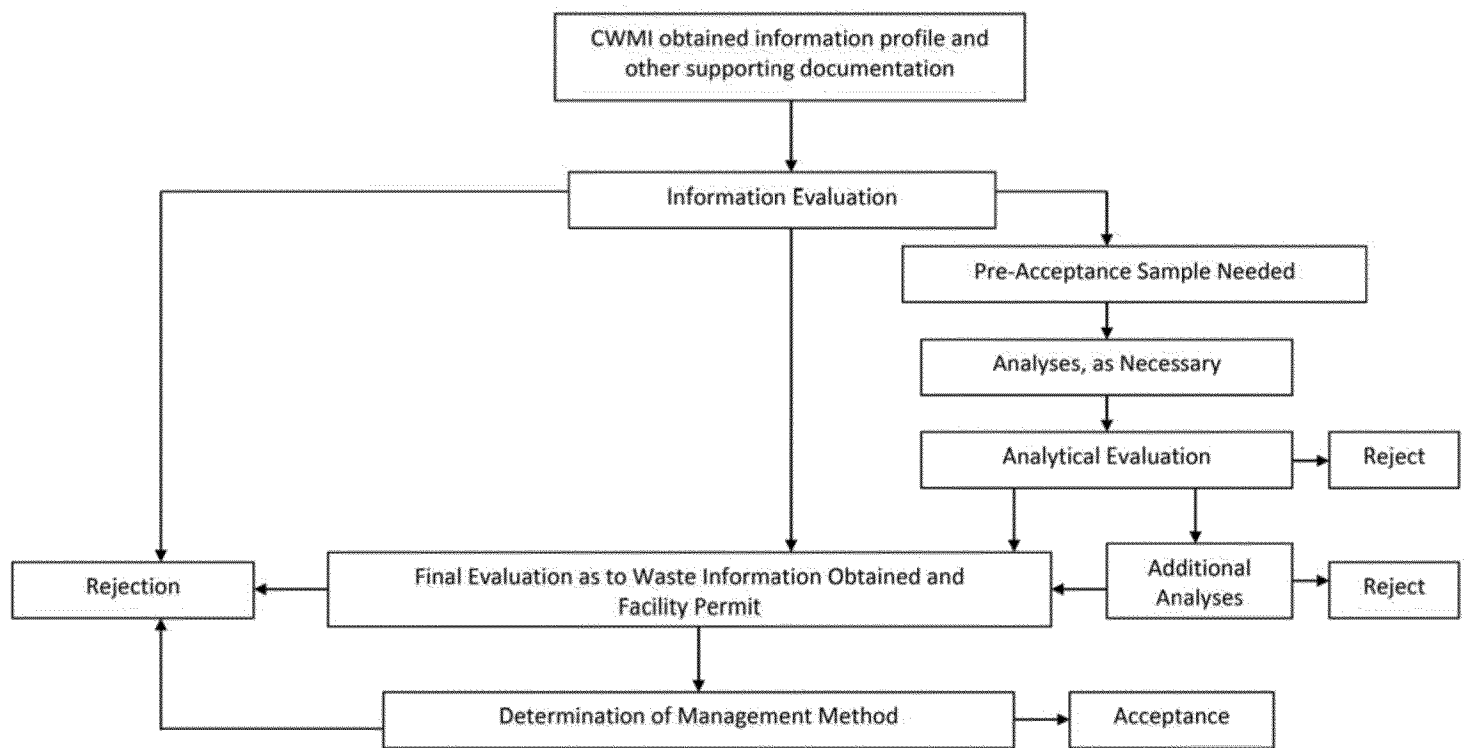 CWMI obtained information profile and
other supporting documentation
Information Evaluation
Pre-Acceptance Sample Needed
Analyses, as Necessary
Analytical Evaluation
Reject
Rejection
Final Evaluation as to Waste Information Obtained and
Facility Permit
Additional
Analyses
Reject
Determination of Management Method
Acceptance